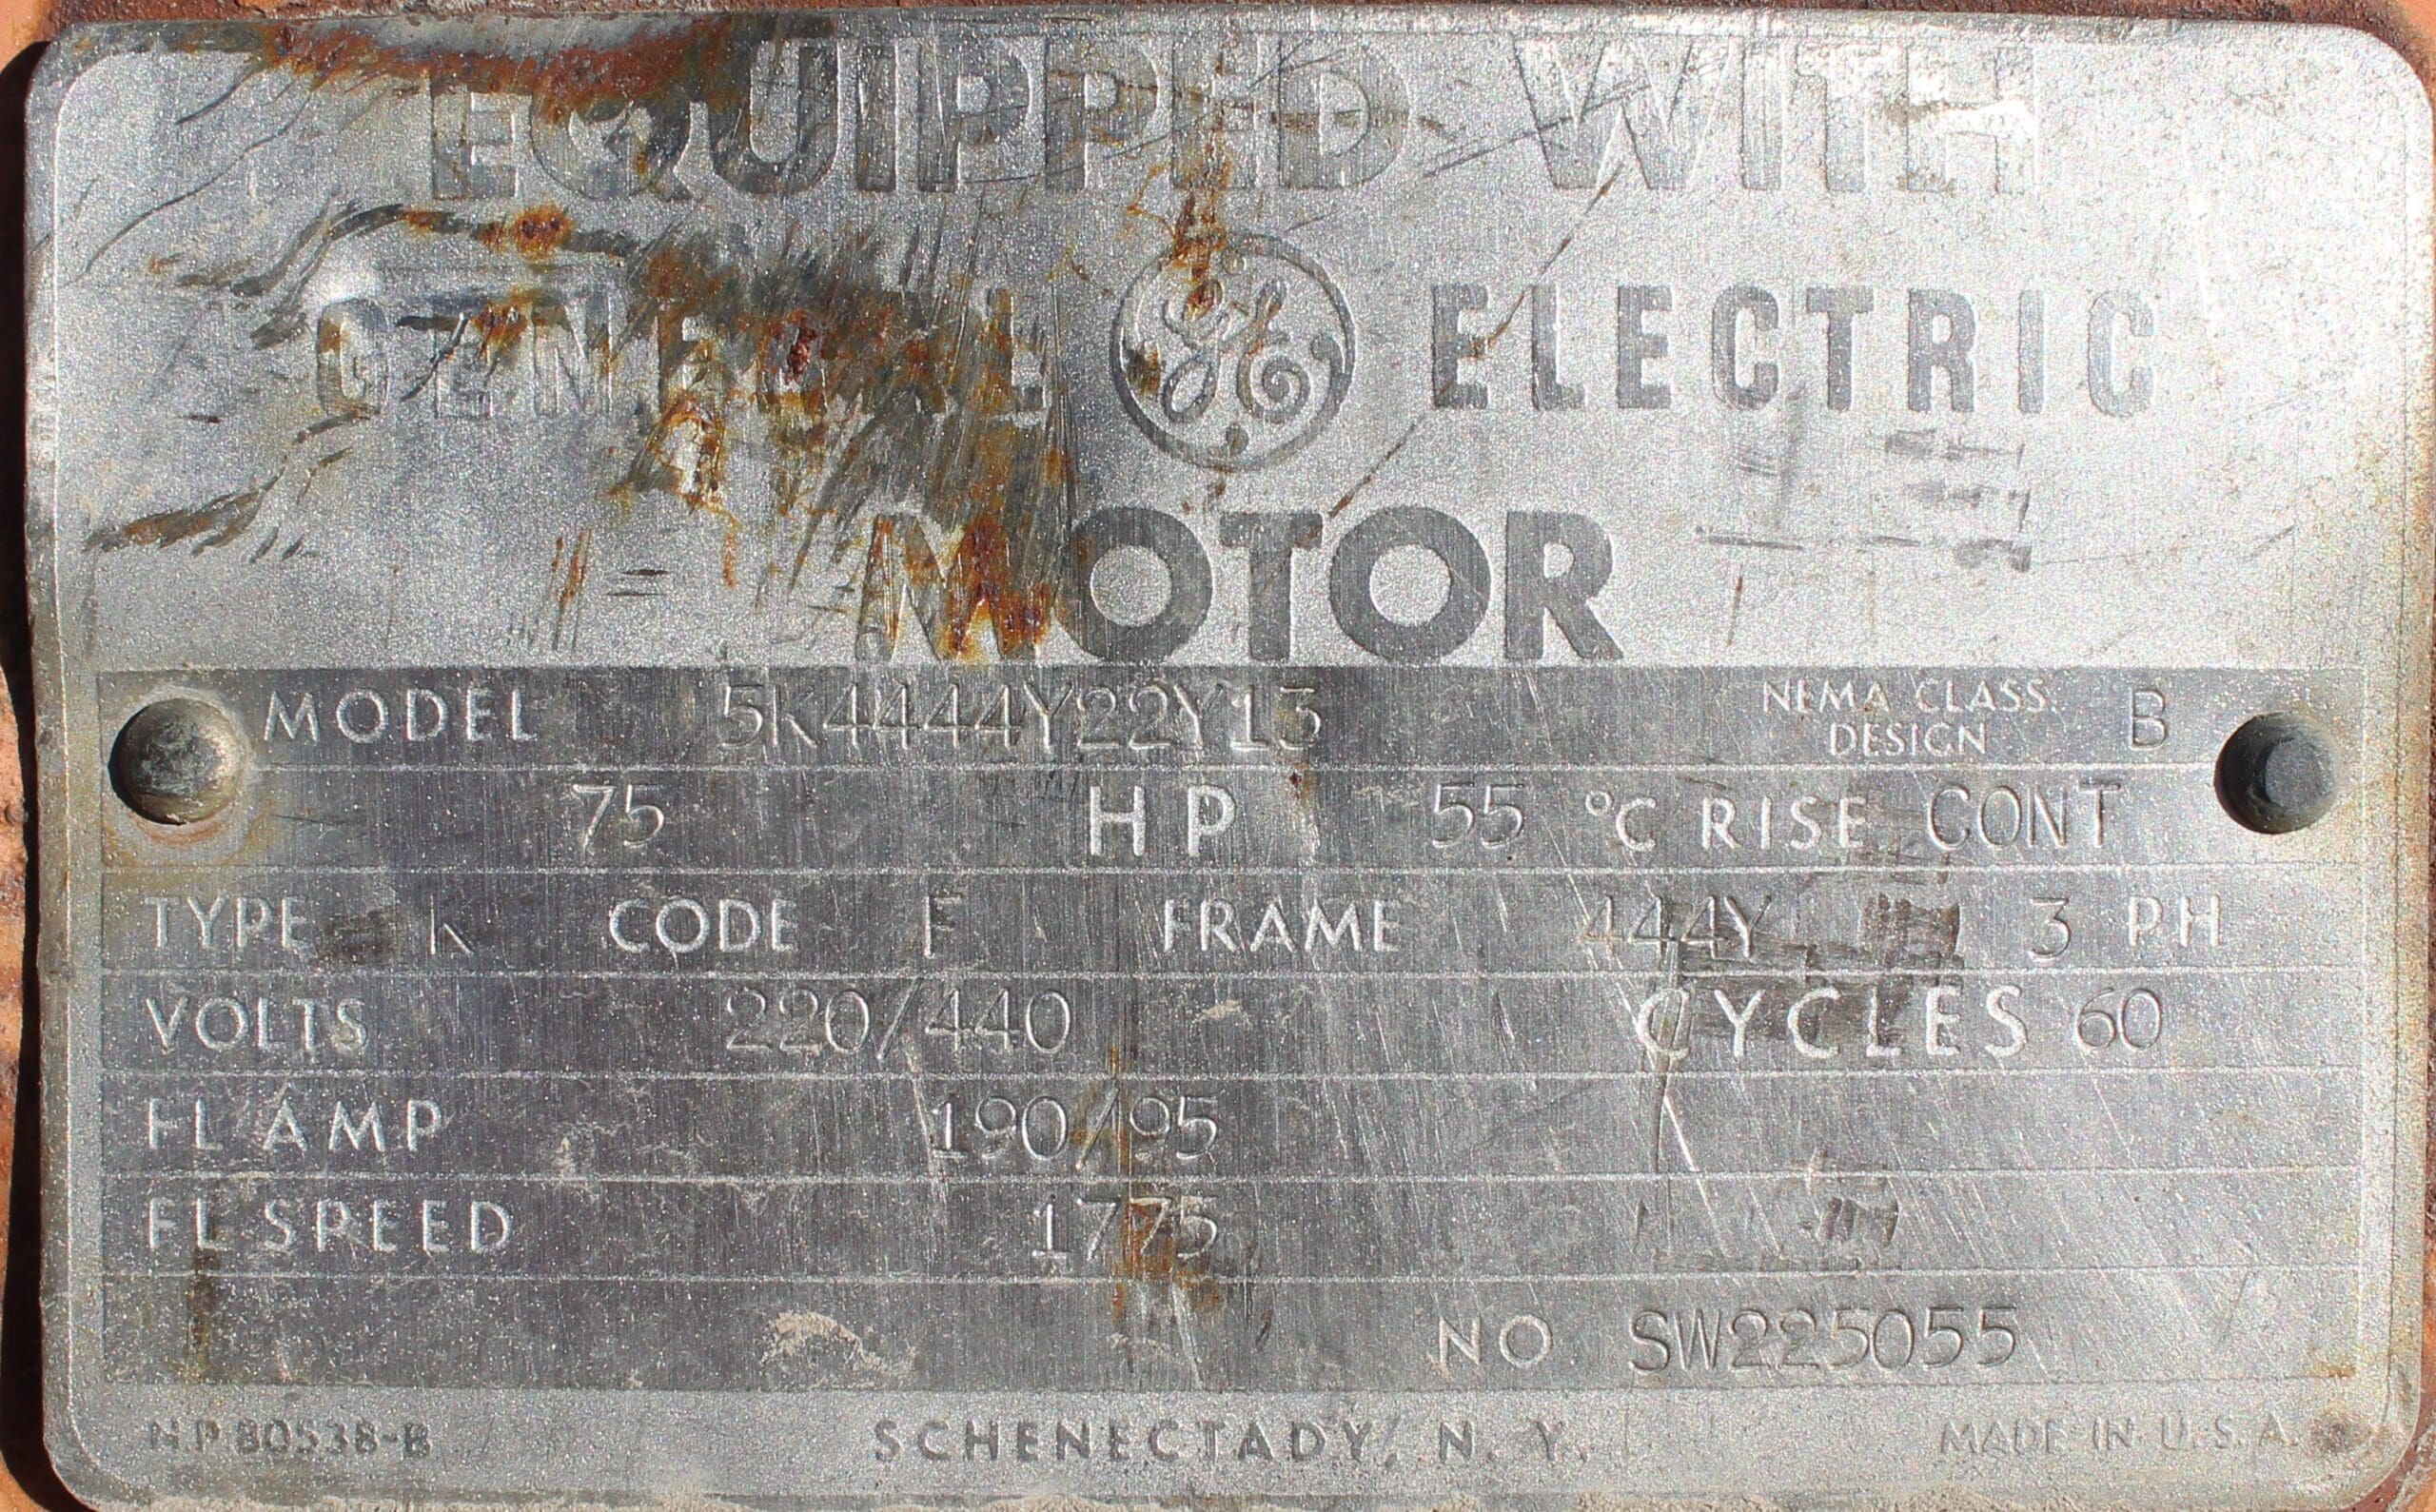 EQUIPPED WITH
GENERAL GE ELECTRIC
MOTOR
MODEL 5K4444Y22Y13 NEMA CLASS DESIGN B
75 HP 55 °C RISE CONT
TYPE K CODE F FRAME 444Y 3 PH
VOLTS 220/440 CYCLES 60
FL AMP 190/95
FL SPEED 1775
NO SW225055
NP 80538-B SCHENECTADY, N. Y. MADE IN U. S. A.